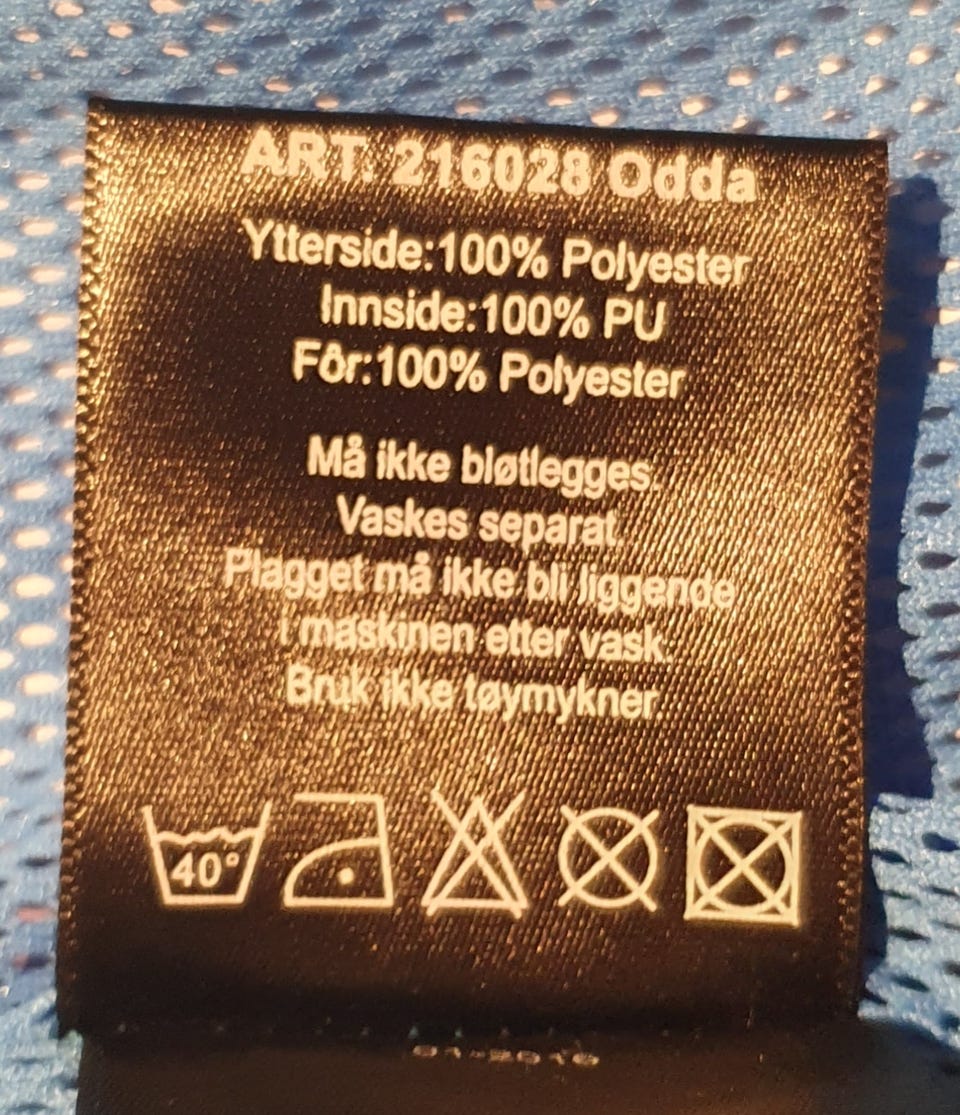 ART: 216028 Odda
Ytterside:100% Polyester
Innside:100% PU
Fôr:100% Polyester
Må ikke bløtlegges.
Vaskes separat.
Plagget må ikke bli liggende
i maskinen etter vask.
Bruk ikke tøymykner.
40°